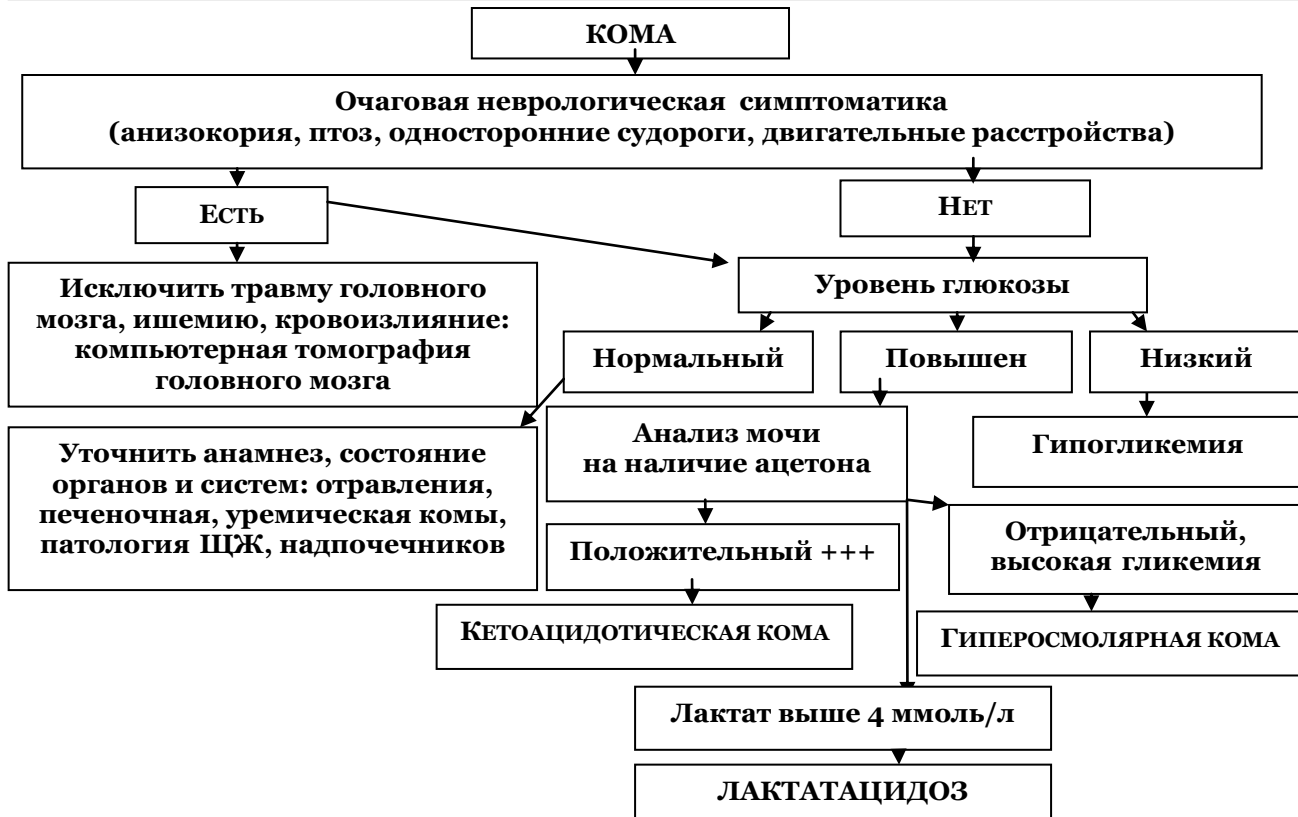 КОМА
Очаговая неврологическая симптоматика
(анизокория, птоз, односторонние судороги, двигательные расстройства)
Есть
Нет
Исключить травму головного
мозга, ишемию, кровоизлияние:
компьютерная томография
головного мозга
Уровень глюкозы
Нормальный
Повышен
Низкий
Уточнить анамнез, состояние
органов и систем: отравления,
печеночная, уремическая комы,
патология ЩЖ, надпочечников
Анализ мочи
на наличие ацетона
Гипогликемия
Положительный +++
Отрицательный,
высокая гликемия
Кетоацидотическая кома
Гиперосмолярная кома
Лактат выше 4 ммоль/л
ЛАКТАТАЦИДОЗ